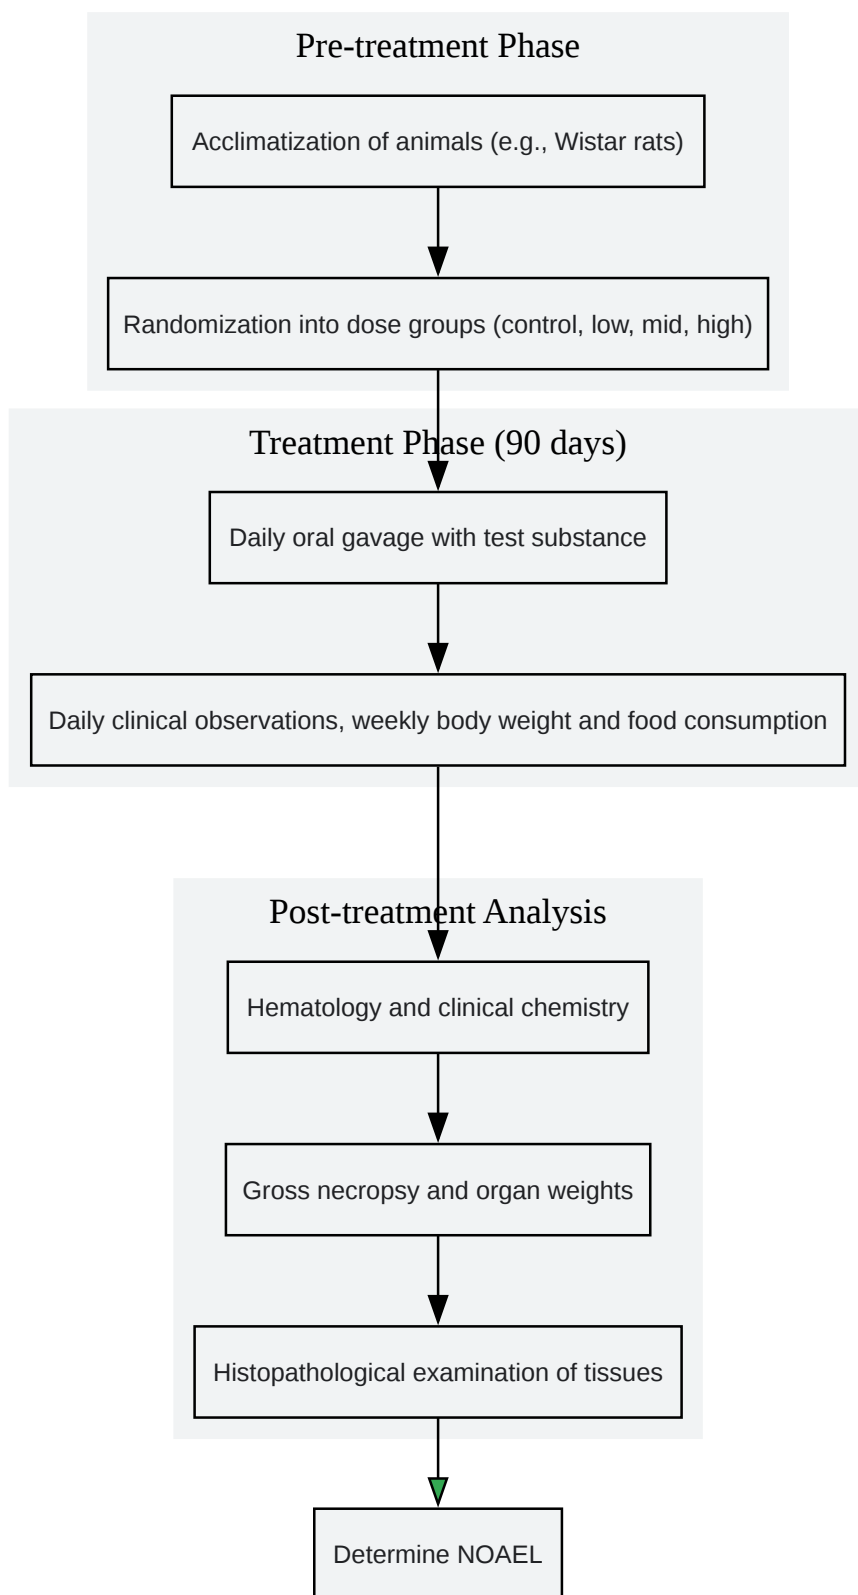 Pre-treatment Phase
Acclimatization of animals (e.g., Wistar rats)
Randomization into dose groups (control, low, mid, high)
Treatment Phase (90 days)
Daily oral gavage with test substance
Daily clinical observations, weekly body weight and food consumption
Post-treatment Analysis
Hematology and clinical chemistry
Gross necropsy and organ weights
Histopathological examination of tissues
Determine NOAEL